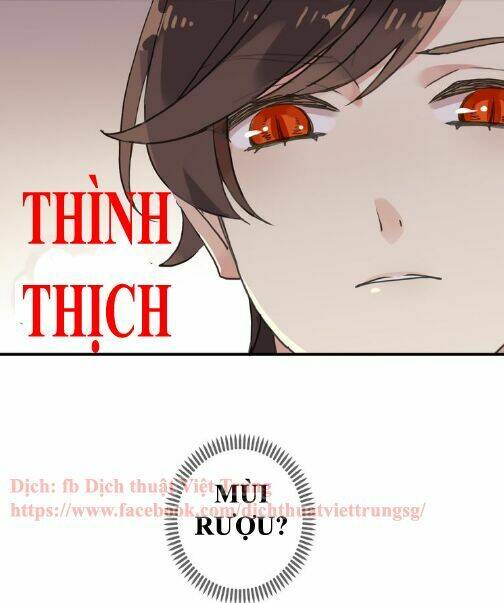 THÌNH
THỊCH
Dịch: fb Dịch thuật Việt Trung
https://www.facebook.com/dichthuatviettrungsg/
MÙI
RƯỢU?